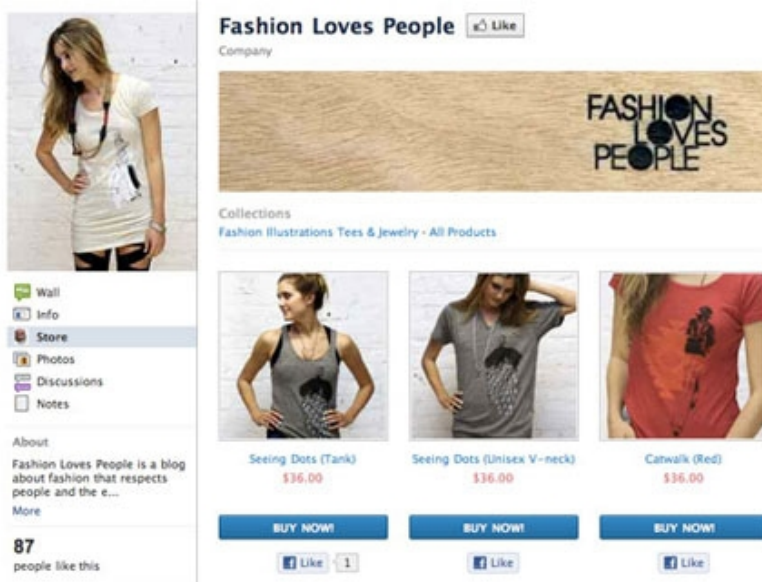 Fashion Loves People
Like
Company
FASHION
LOVES
PEOPLE
Collections
Fashion Illustrations Tees & Jewelry - All Products
Wall
Info
Store
Photos
Discussions
Notes
About
Fashion Loves People is a blog
about fashion that respects
people and the e...
More
87
people like this
Seeing Dots (Tank)
$36.00
BUY NOW!
Like 1
Seeing Dots (Unisex V-neck)
$36.00
BUY NOW!
Like
Catwalk (Red)
$36.00
BUY NOW!
Like